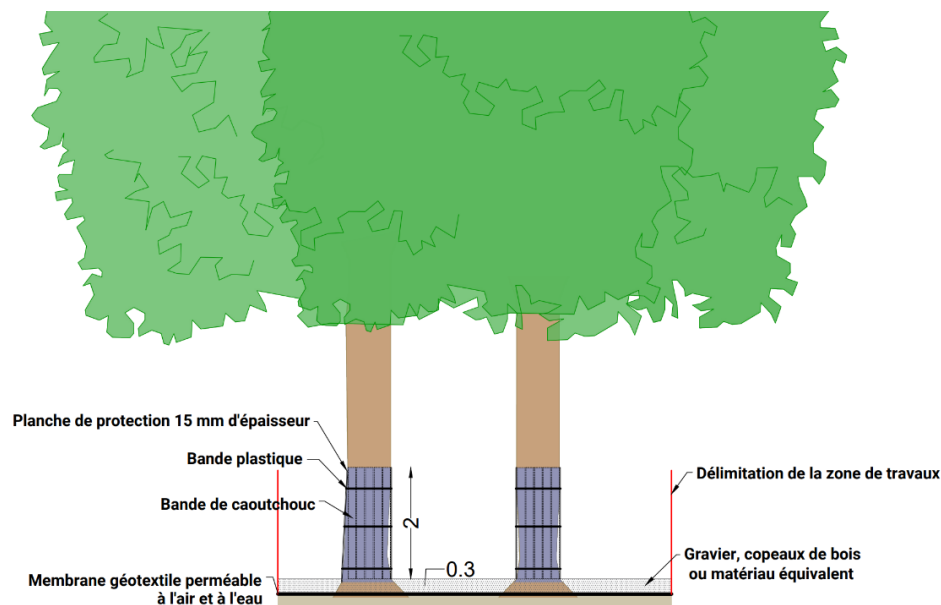 Planche de protection 15 mm d'épaisseur
Bande plastique
Bande de caoutchouc
Membrane géotextile perméable
à l'air et à l'eau
2
0.3
Délimitation de la zone de travaux
Gravier, copeaux de bois
ou matériau équivalent